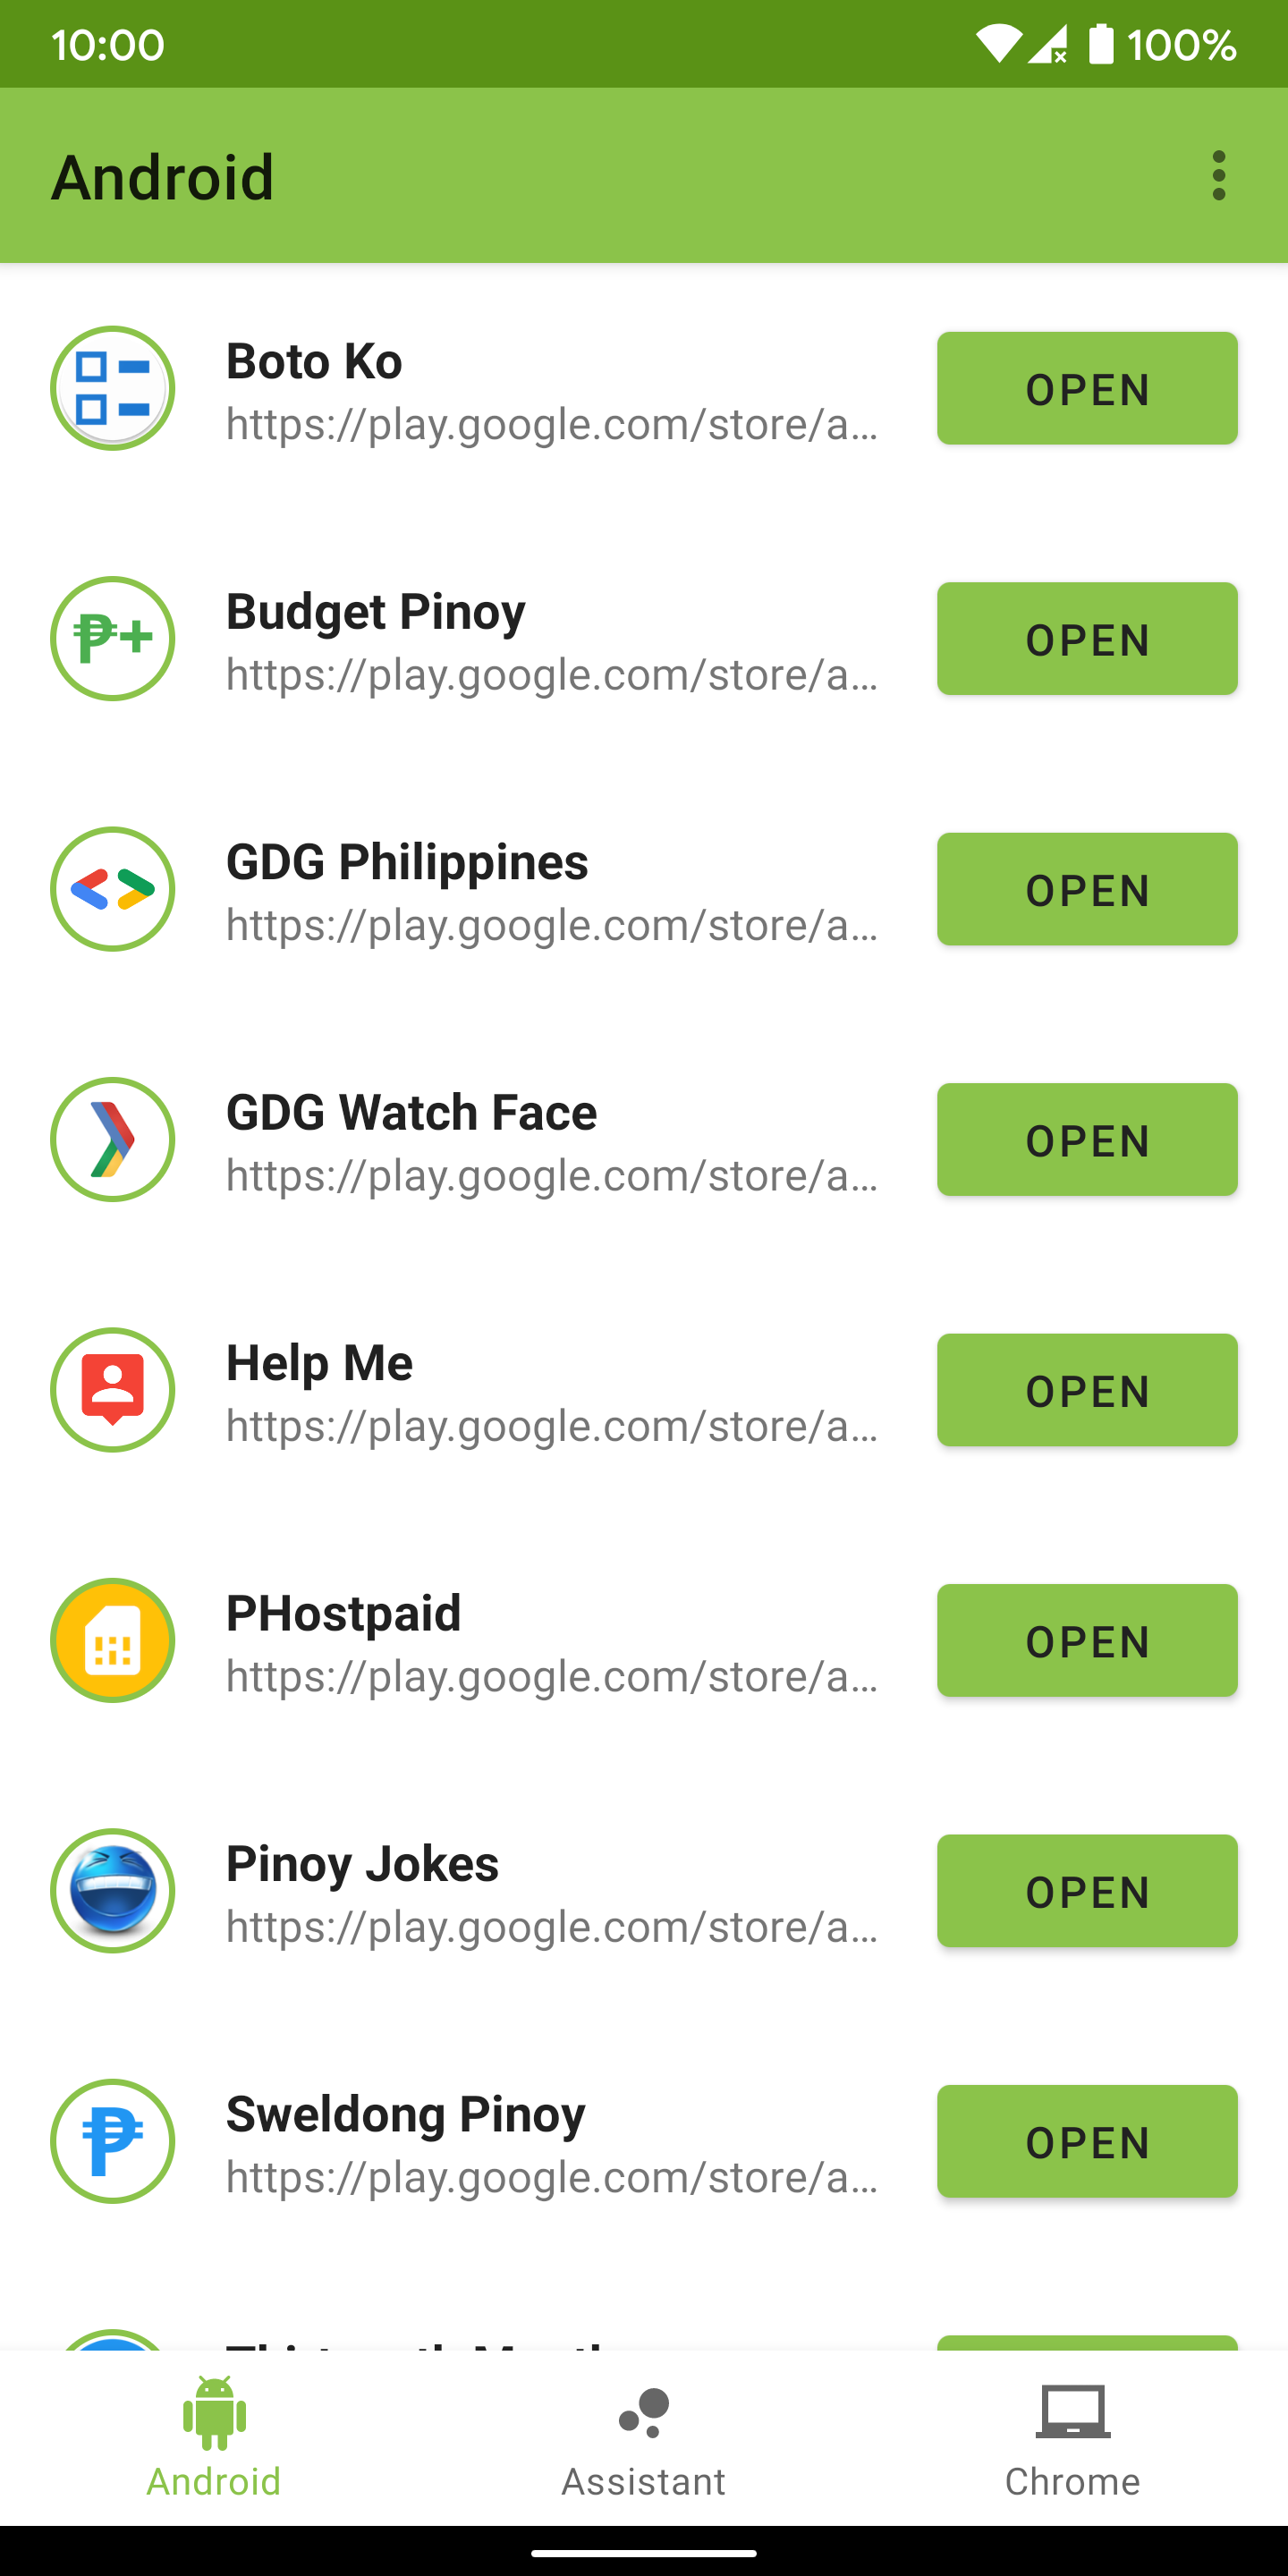 10:00 100%
Android
Boto Ko
https://play.google.com/store/a...
OPEN
Budget Pinoy
https://play.google.com/store/a...
OPEN
GDG Philippines
https://play.google.com/store/a...
OPEN
GDG Watch Face
https://play.google.com/store/a...
OPEN
Help Me
https://play.google.com/store/a...
OPEN
PHostpaid
https://play.google.com/store/a...
OPEN
Pinoy Jokes
https://play.google.com/store/a...
OPEN
Sweldong Pinoy
https://play.google.com/store/a...
OPEN
Android
Assistant
Chrome